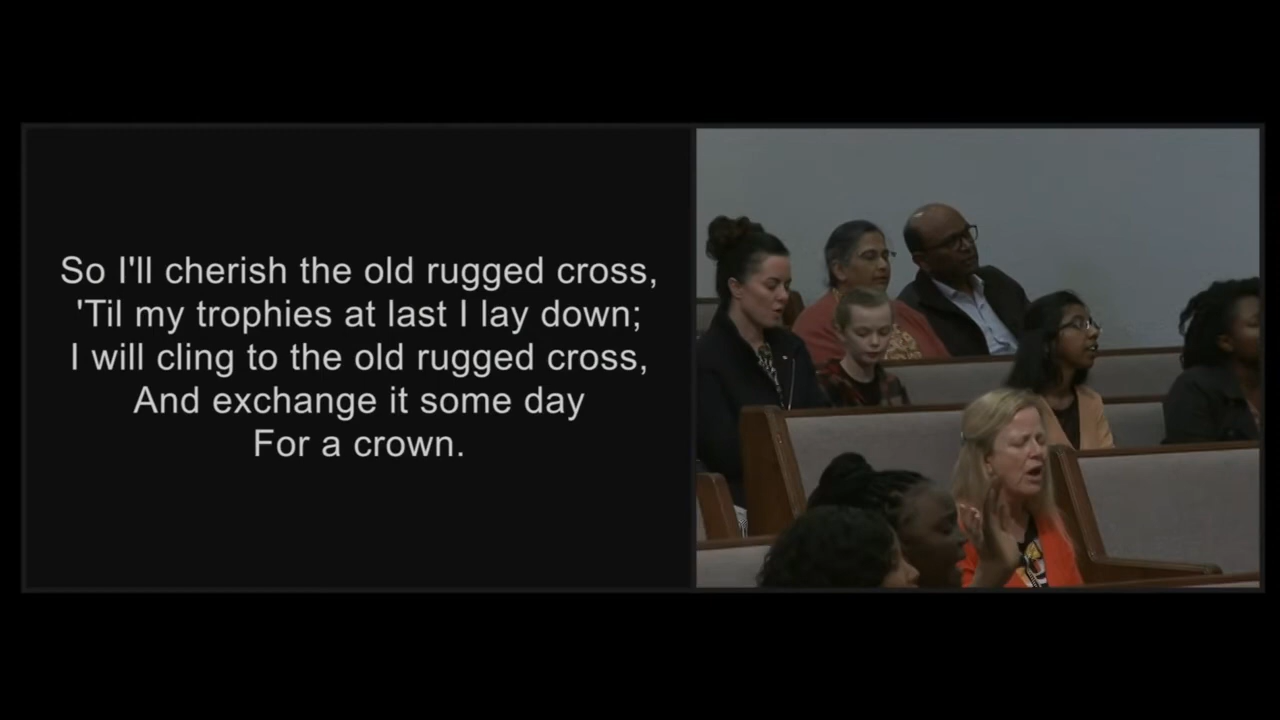 So I'll cherish the old rugged cross,
'Til my trophies at last I lay down;
I will cling to the old rugged cross,
And exchange it some day
For a crown.